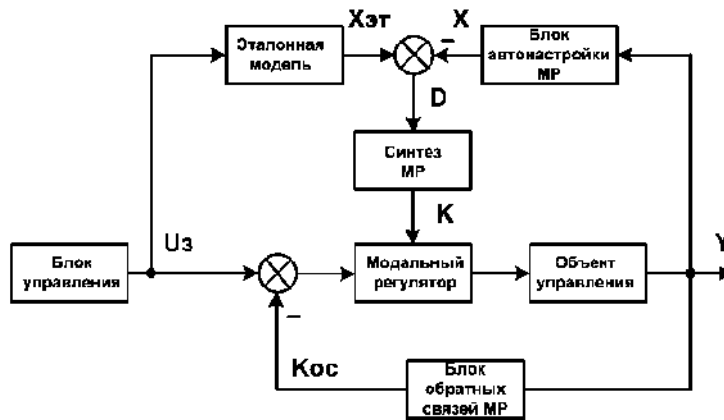 Эталонная
модель
Xэт
X
–
Блок
автонастройки
МР
D
Синтез
МР
K
Блок
управления
Uз
Модальный
регулятор
Объект
управления
Y
–
Kос
Блок
обратных
связей МР